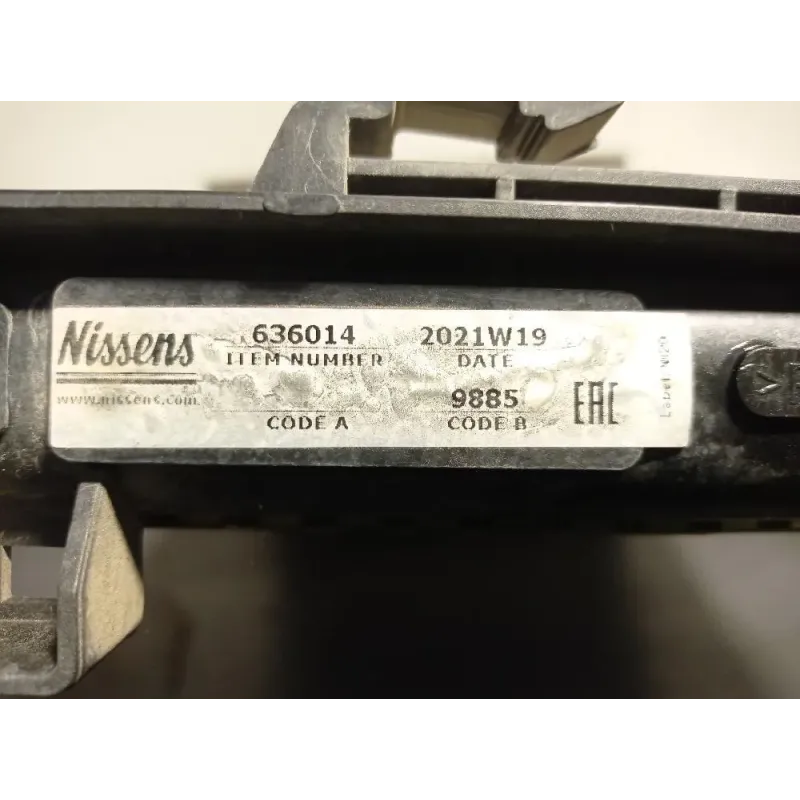 Nissens
636014 2021W19
ITEM NUMBER DATE
www.nissens.com
9885
CODE A CODE B
EAC